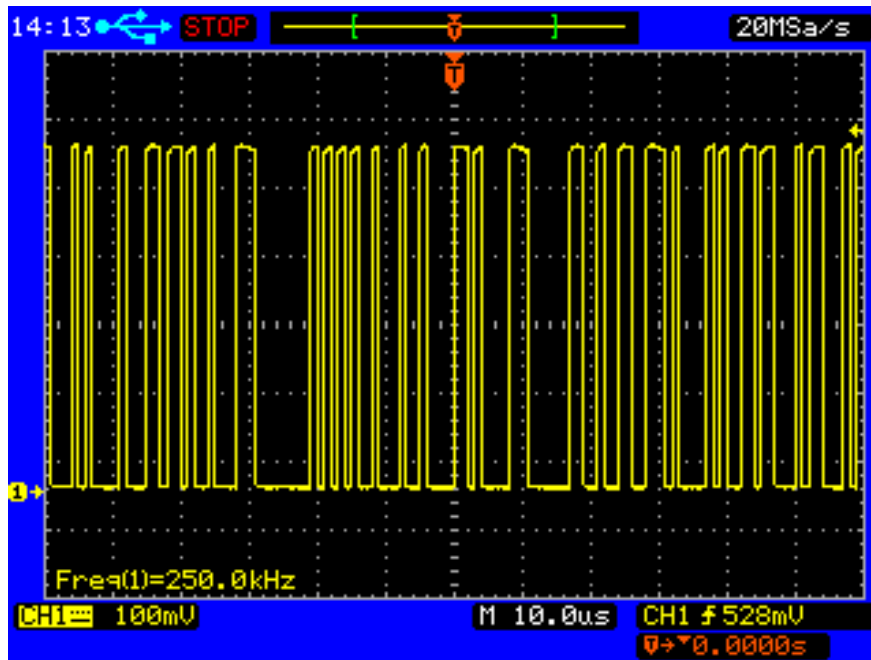 14:13 STOP T 20MSa/s
T
1
Freq(1)=250.0kHz
CH1 100mV M 10.0us CH1 528mV
T 0.0000s